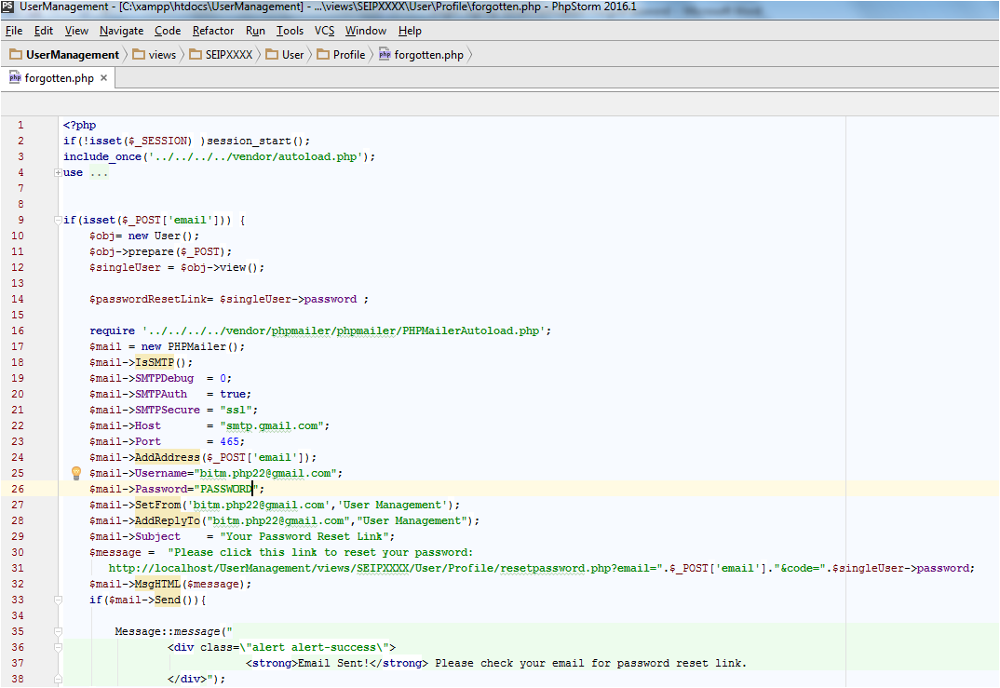 UserManagement - [C:\xampp\htdocs\UserManagement] - ...\views\SEIPXXXX\User\Profile\forgotten.php - PhpStorm 2016.1
File Edit View Navigate Code Refactor Run Tools VCS Window Help
UserManagement views SEIPXXXX User Profile forgotten.php
forgotten.php ×
1 <?php
2 if(!isset($_SESSION) )session_start();
3 include_once('../../../../vendor/autoload.php');
4 use ...
7
8
9 if(isset($_POST['email'])) {
10 $obj= new User();
11 $obj->prepare($_POST);
12 $singleUser = $obj->view();
13
14 $passwordResetLink= $singleUser->password ;
15
16 require '../../../../vendor/phpmailer/phpmailer/PHPMailerAutoload.php';
17 $mail = new PHPMailer();
18 $mail->IsSMTP();
19 $mail->SMTPDebug  = 0;
20 $mail->SMTPAuth   = true;
21 $mail->SMTPSecure = "ssl";
22 $mail->Host       = "smtp.gmail.com";
23 $mail->Port       = 465;
24 $mail->AddAddress($_POST['email']);
25 $mail->Username="bitm.php22@gmail.com";
26 $mail->Password="PASSWORD";
27 $mail->SetFrom('bitm.php22@gmail.com','User Management');
28 $mail->AddReplyTo("bitm.php22@gmail.com","User Management");
29 $mail->Subject    = "Your Password Reset Link";
30 $message =  "Please click this link to reset your password:
31 http://localhost/UserManagement/views/SEIPXXXX/User/Profile/resetpassword.php?email=".$_POST['email']."&code=".$singleUser->password;
32 $mail->MsgHTML($message);
33 if($mail->Send()){
34
35 Message::message("
36 <div class=\"alert alert-success\">
37 <strong>Email Sent!</strong> Please check your email for password reset link.
38 </div>");